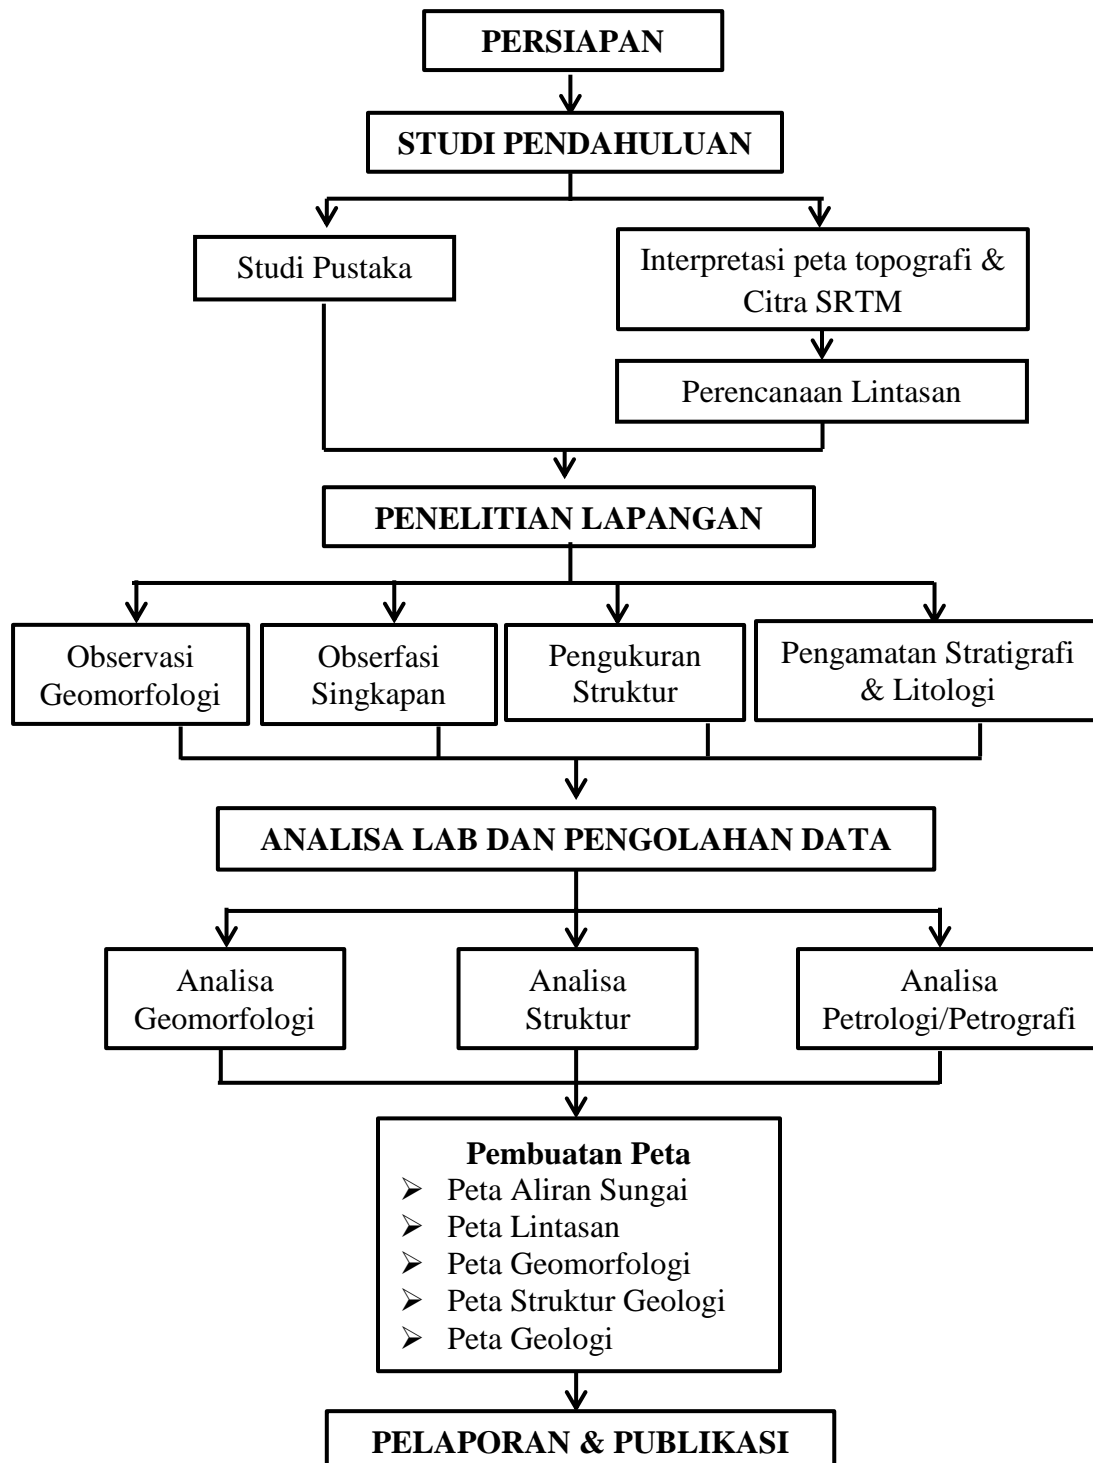 PERSIAPAN
STUDI PENDAHULUAN
Studi Pustaka
Interpretasi peta topografi &
Citra SRTM
Perencanaan Lintasan
PENELITIAN LAPANGAN
Observasi
Geomorfologi
Obserfasi
Singkapan
Pengukuran
Struktur
Pengamatan Stratigrafi
& Litologi
ANALISA LAB DAN PENGOLAHAN DATA
Analisa
Geomorfologi
Analisa
Struktur
Analisa
Petrologi/Petrografi
Pembuatan Peta
➢ Peta Aliran Sungai
➢ Peta Lintasan
➢ Peta Geomorfologi
➢ Peta Struktur Geologi
➢ Peta Geologi
PELAPORAN & PUBLIKASI